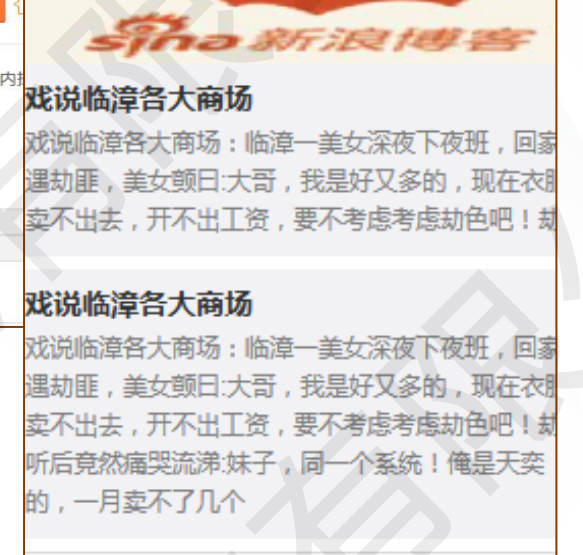 sina新浪博客
戏说临漳各大商场
戏说临漳各大商场：临漳一美女深夜下夜班，回家
遇劫匪，美女颤日:大哥，我是好又多的，现在衣服
卖不出去，开不出工资，要不考虑考虑劫色吧！劫
戏说临漳各大商场
戏说临漳各大商场：临漳一美女深夜下夜班，回家
遇劫匪，美女颤日:大哥，我是好又多的，现在衣服
卖不出去，开不出工资，要不考虑考虑劫色吧！劫
听后竟然痛哭流涕:妹子，同一个系统！俺是天奕
的，一月卖不了几个